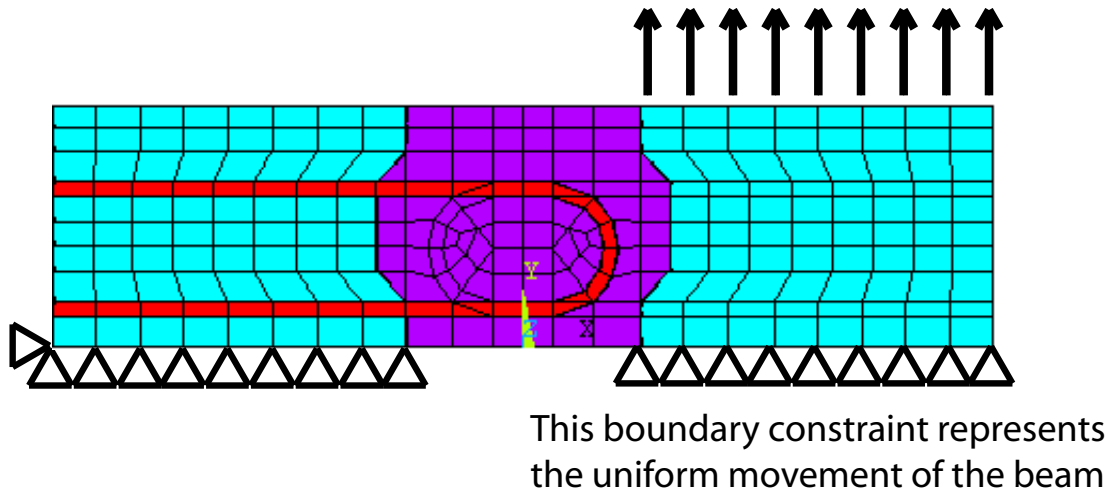 Y
Z X
This boundary constraint represents
the uniform movement of the beam